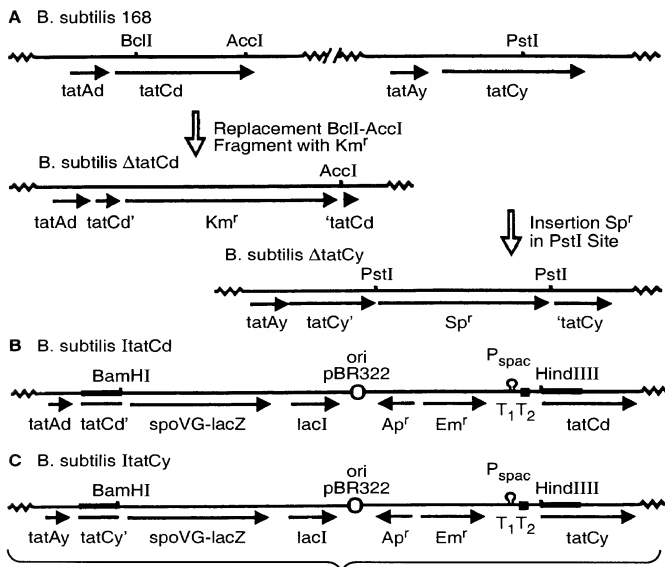 A B. subtilis 168
BclI AccI PstI
tatAd tatCd tatAy tatCy
Replacement BclI-AccI
Fragment with Kmr
B. subtilis ΔtatCd
AccI
tatAd tatCd' Kmr 'tatCd
Insertion Spr
in PstI Site
B. subtilis ΔtatCy
PstI PstI
tatAy tatCy' Spr 'tatCy
B B. subtilis ItatCd
BamHI ori pBR322 Pspac HindIIII
tatAd tatCd' spoVG-lacZ lacI Apr Emr T1T2 tatCd
C B. subtilis ItatCy
BamHI ori pBR322 Pspac HindIIII
tatAy tatCy' spoVG-lacZ lacI Apr Emr T1T2 tatCy